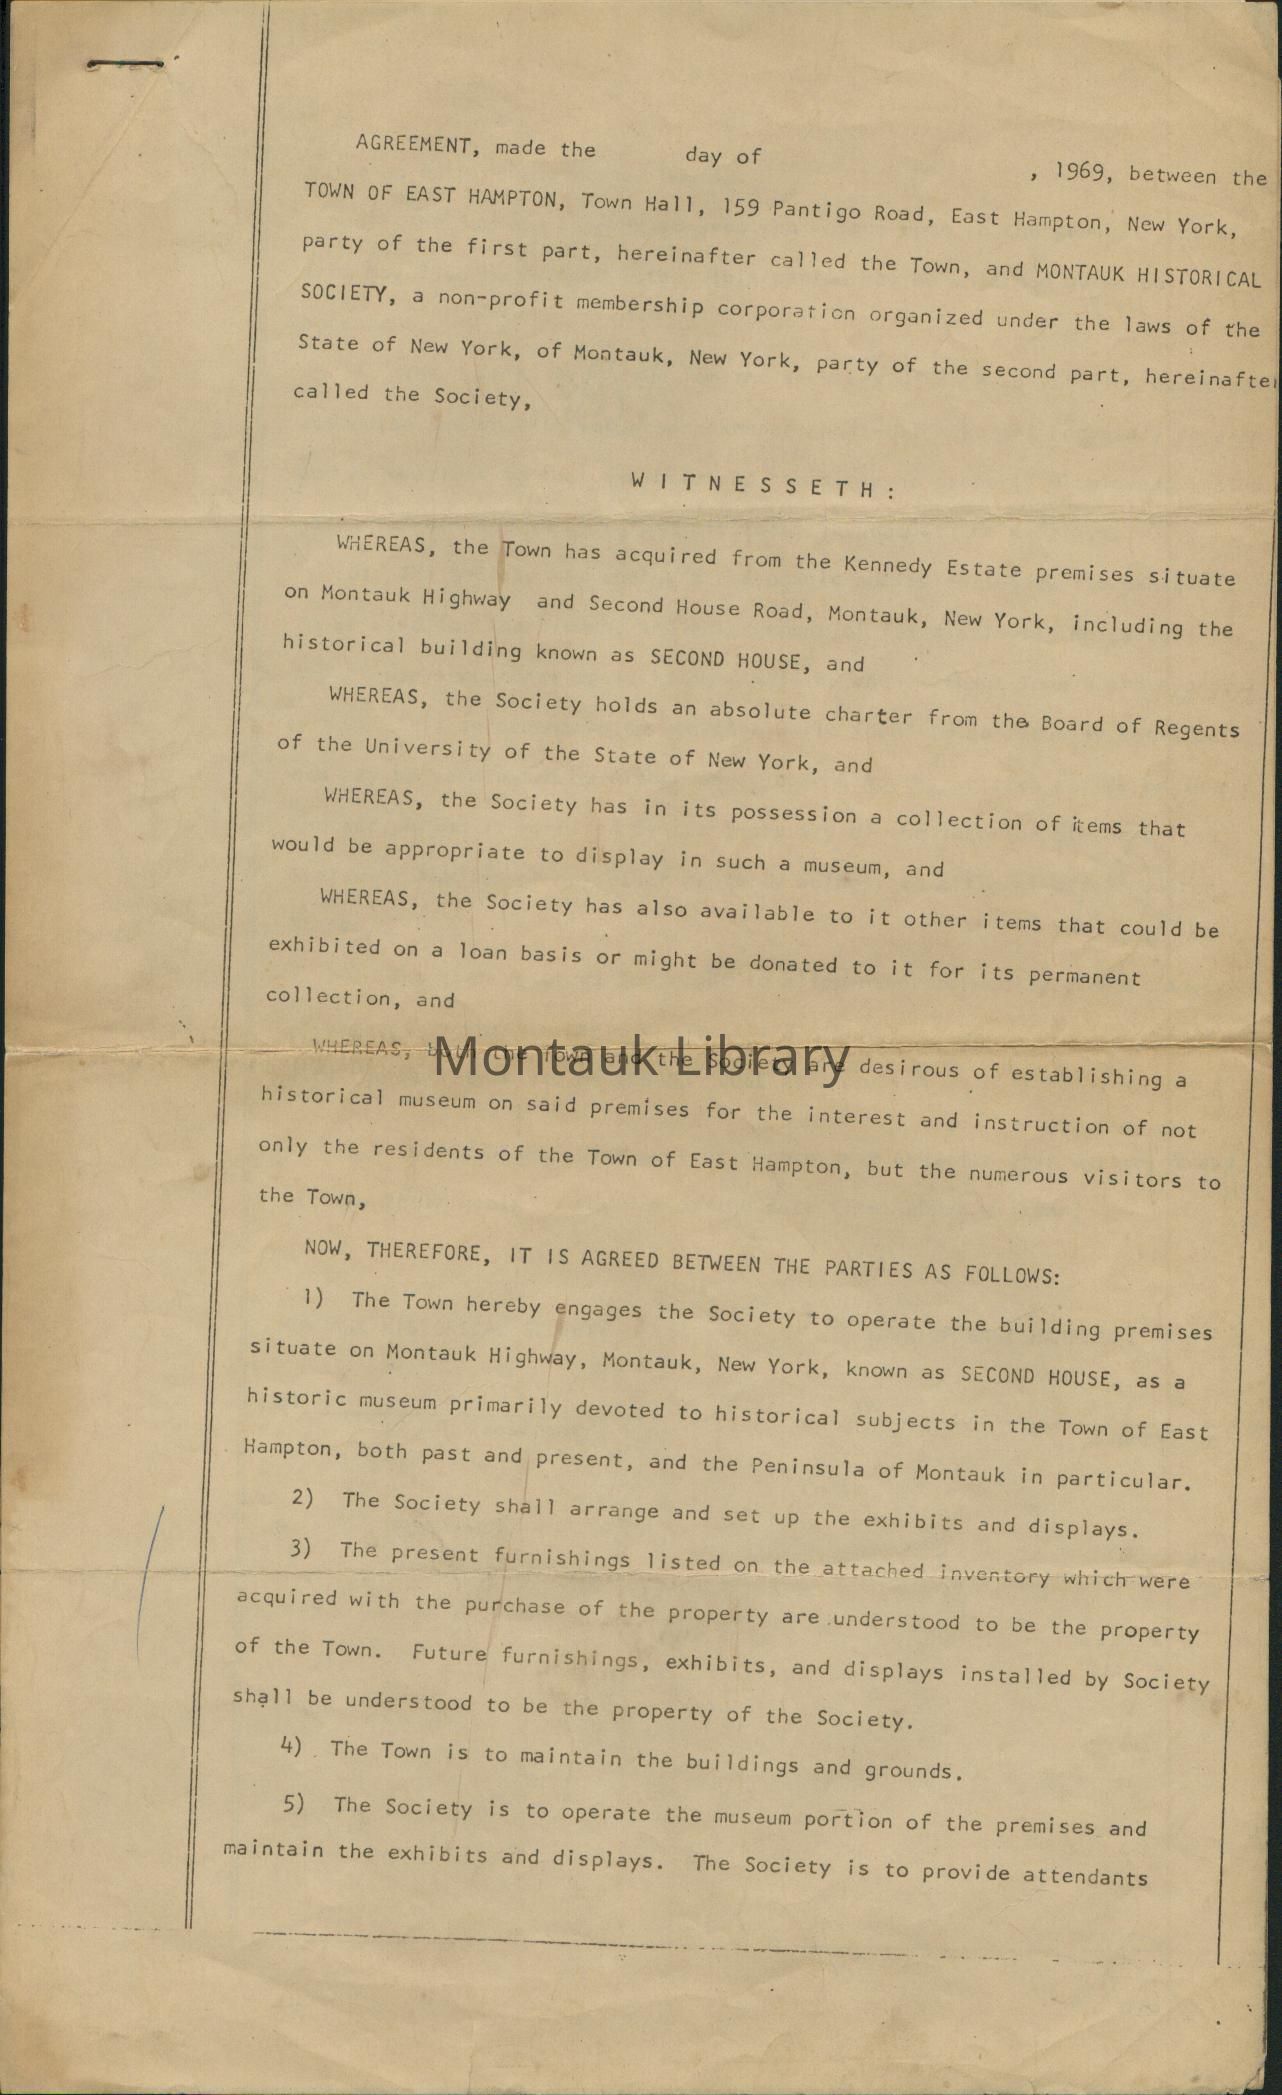 AGREEMENT, made the day of , 1969, between the
TOWN OF EAST HAMPTON, Town Hall, 159 Pantigo Road, East Hampton, New York,
party of the first part, hereinafter called the Town, and MONTAUK HISTORICAL
SOCIETY, a non-profit membership corporation organized under the laws of the
State of New York, of Montauk, New York, party of the second part, hereinafter
called the Society,
W I T N E S S E T H :
WHEREAS, the Town has acquired from the Kennedy Estate premises situate
on Montauk Highway and Second House Road, Montauk, New York, including the
historical building known as SECOND HOUSE, and
WHEREAS, the Society holds an absolute charter from the Board of Regents
of the University of the State of New York, and
WHEREAS, the Society has in its possession a collection of items that
would be appropriate to display in such a museum, and
WHEREAS, the Society has also available to it other items that could be
exhibited on a loan basis or might be donated to it for its permanent
collection, and
WHEREAS, both the Town and the Society are desirous of establishing a
Montauk Library
historical museum on said premises for the interest and instruction of not
only the residents of the Town of East Hampton, but the numerous visitors to
the Town,
NOW, THEREFORE, IT IS AGREED BETWEEN THE PARTIES AS FOLLOWS:
1) The Town hereby engages the Society to operate the building premises
situate on Montauk Highway, Montauk, New York, known as SECOND HOUSE, as a
historic museum primarily devoted to historical subjects in the Town of East
Hampton, both past and present, and the Peninsula of Montauk in particular.
2) The Society shall arrange and set up the exhibits and displays.
3) The present furnishings listed on the attached inventory which were
acquired with the purchase of the property are understood to be the property
of the Town. Future furnishings, exhibits, and displays installed by Society
shall be understood to be the property of the Society.
4) The Town is to maintain the buildings and grounds.
5) The Society is to operate the museum portion of the premises and
maintain the exhibits and displays. The Society is to provide attendants